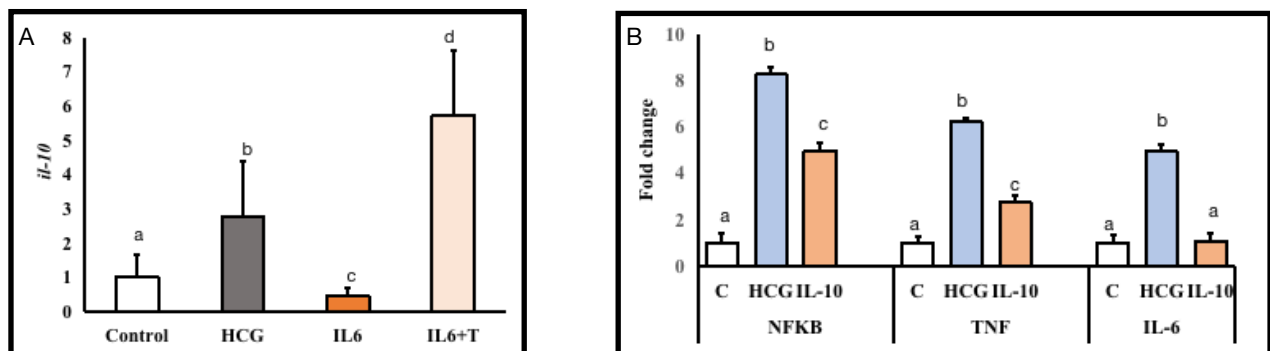 A
8
7
6
5
4
3
2
1
0
il-10
a
b
c
d
Control HCG IL6 IL6+T
B
10
8
6
4
2
0
Fold change
a
b
c
a
b
c
a
b
a
C HCG IL-10 C HCG IL-10 C HCG IL-10
NFKB TNF IL-6